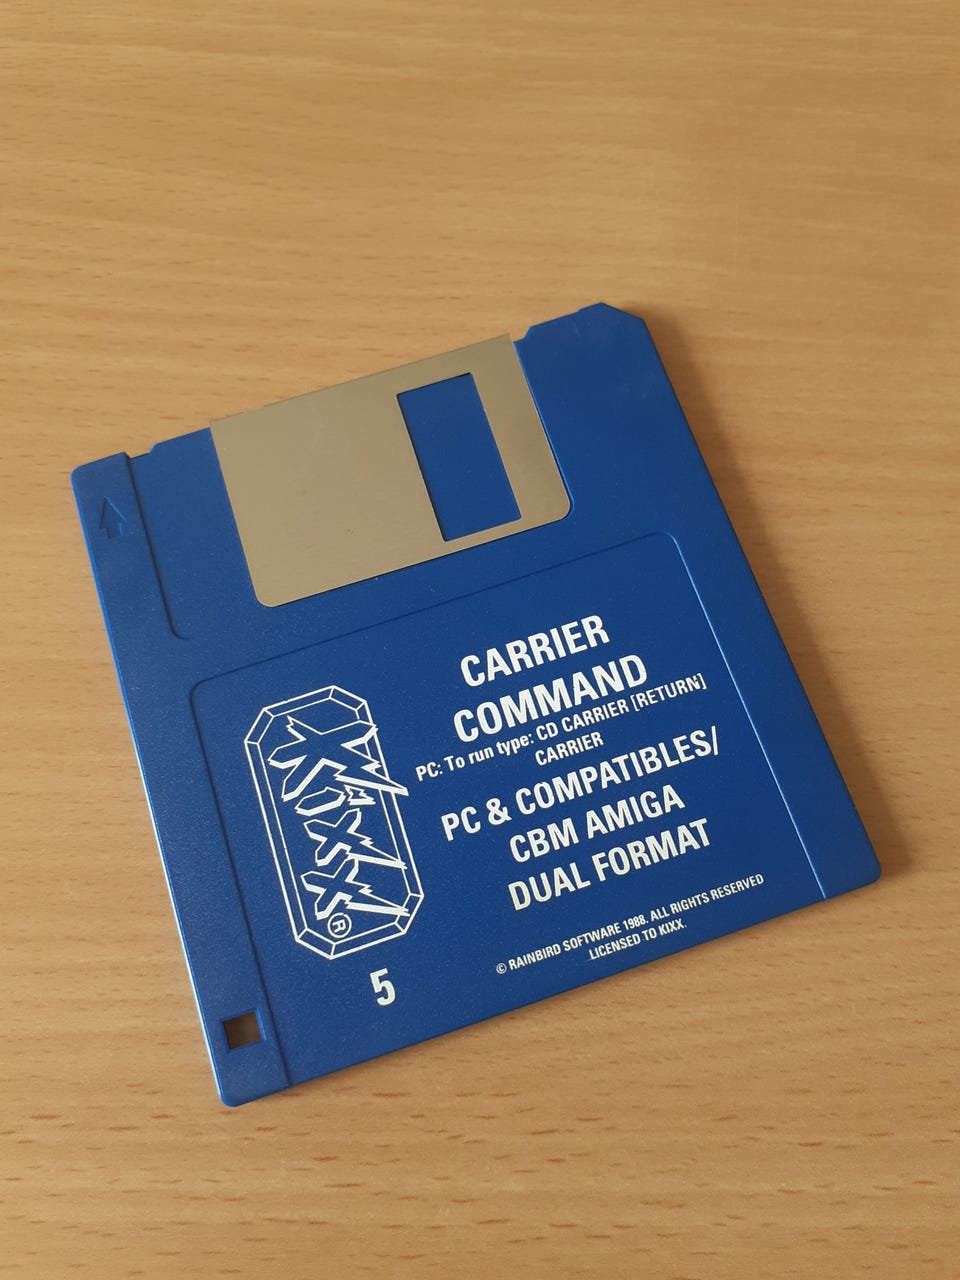 CARRIER
COMMAND
PC: To run type: CD CARRIER [RETURN]
CARRIER
PC & COMPATIBLES/
CBM AMIGA
DUAL FORMAT
© RAINBIRD SOFTWARE 1988. ALL RIGHTS RESERVED
LICENSED TO KIXX.
KIXX®
5